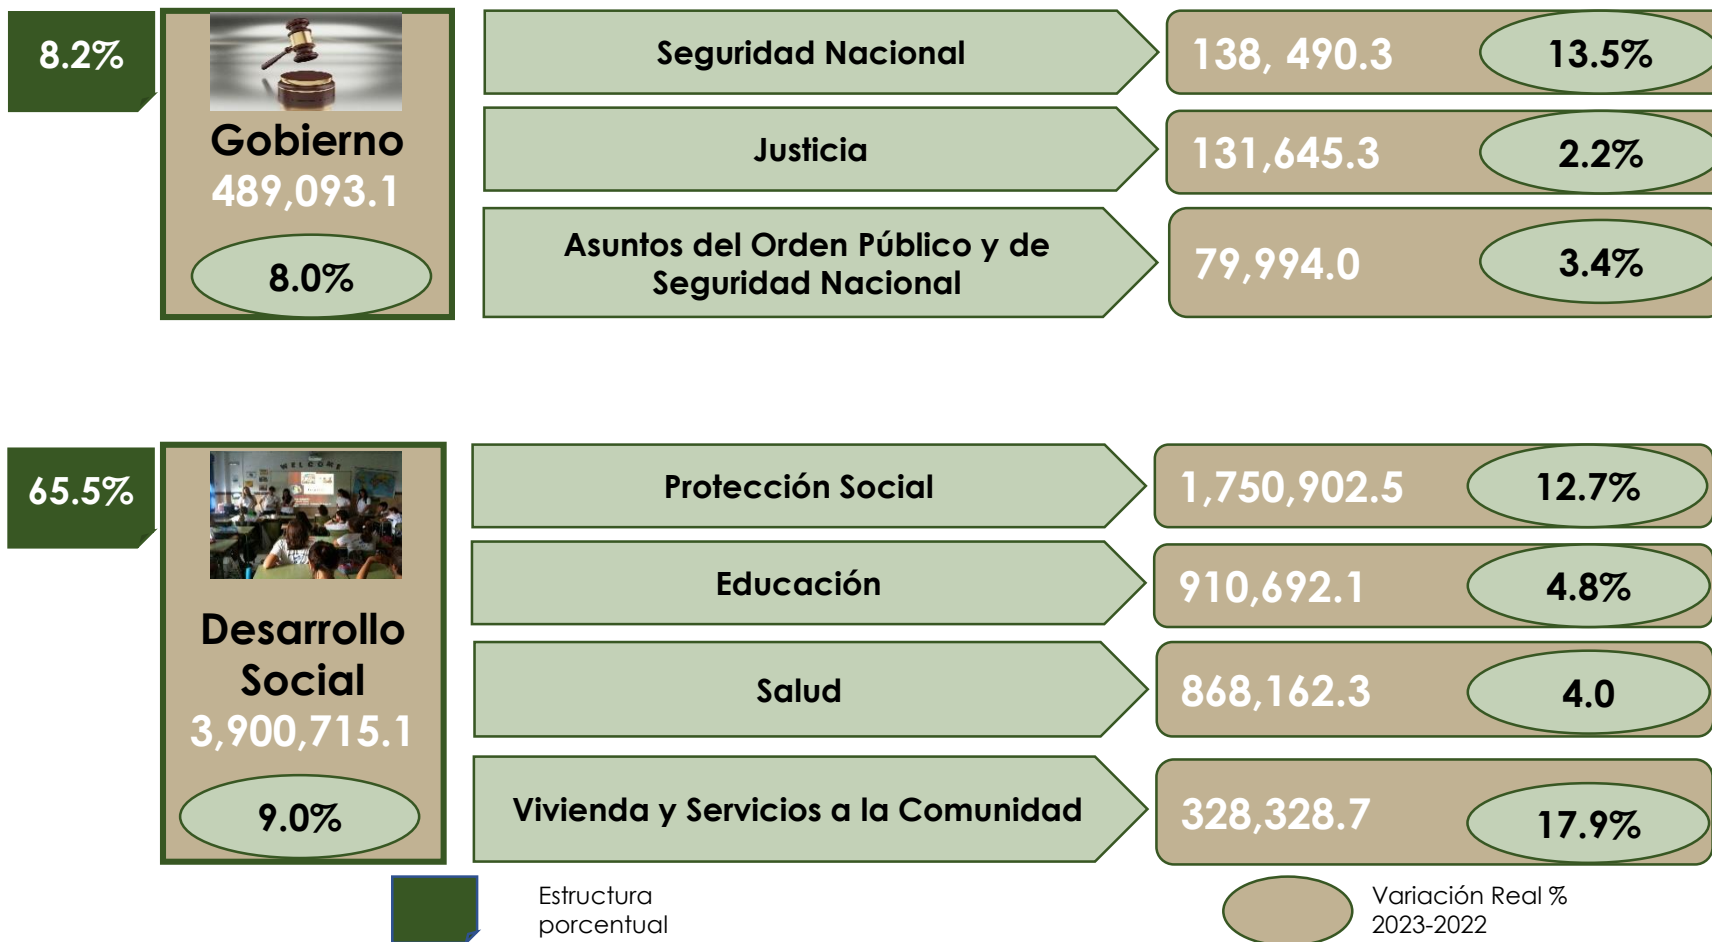 8.2%
Gobierno
489,093.1
8.0%
Seguridad Nacional
138, 490.3
13.5%
Justicia
131,645.3
2.2%
Asuntos del Orden Público y de
Seguridad Nacional
79,994.0
3.4%
65.5%
WELCOME
Desarrollo
Social
3,900,715.1
9.0%
Protección Social
1,750,902.5
12.7%
Educación
910,692.1
4.8%
Salud
868,162.3
4.0
Vivienda y Servicios a la Comunidad
328,328.7
17.9%
Estructura
porcentual
Variación Real %
2023-2022